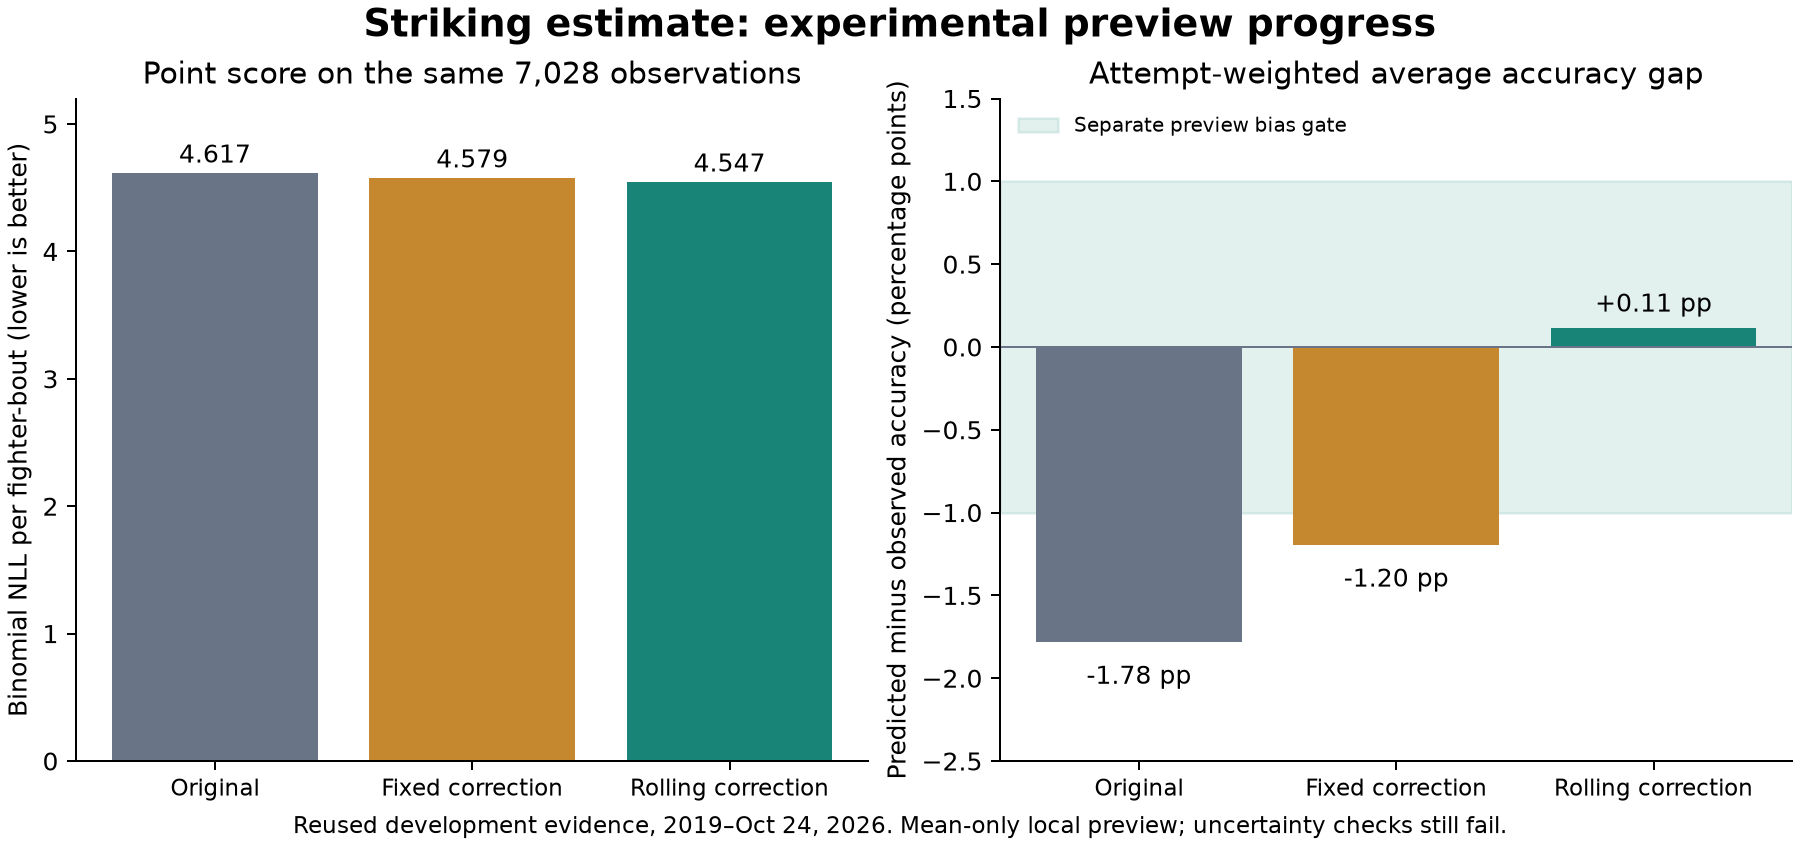 Striking estimate: experimental preview progress
Point score on the same 7,028 observations
Binomial NLL per fighter-bout (lower is better)
5
4
3
2
1
0
4.617
4.579
4.547
Original
Fixed correction
Rolling correction
Attempt-weighted average accuracy gap
Predicted minus observed accuracy (percentage points)
1.5
1.0
0.5
0.0
−0.5
−1.0
−1.5
−2.0
−2.5
Separate preview bias gate
-1.78 pp
-1.20 pp
+0.11 pp
Original
Fixed correction
Rolling correction
Reused development evidence, 2019–Oct 24, 2026. Mean-only local preview; uncertainty checks still fail.